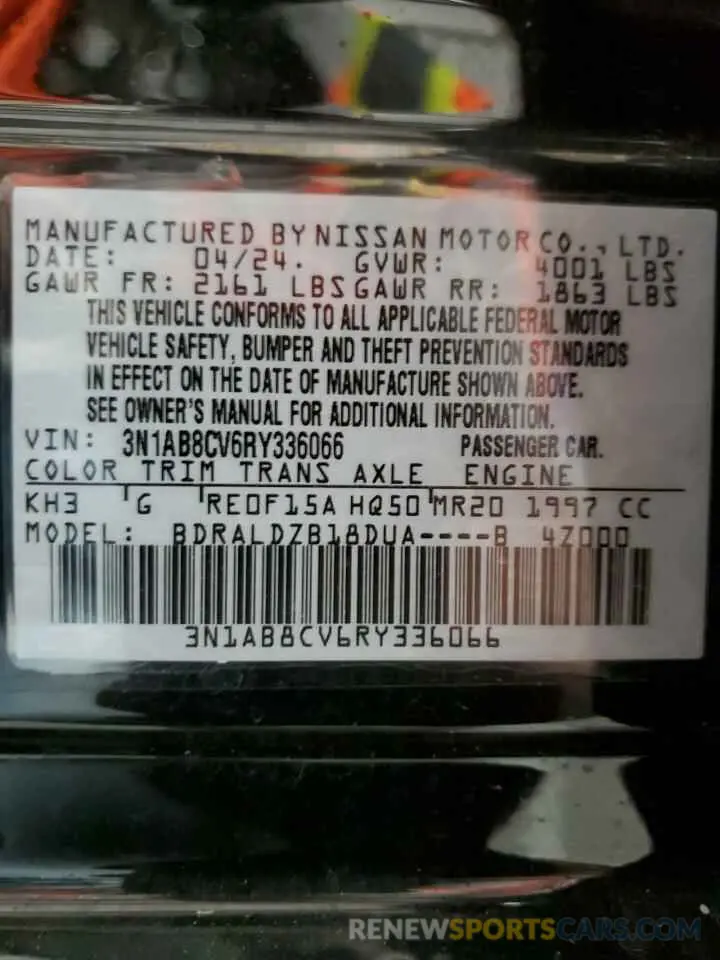 MANUFACTURED BY NISSAN MOTOR CO., LTD.
DATE: 04/24. GVWR: 4001 LBS
GAWR FR: 2161 LBS GAWR RR: 1863 LBS
THIS VEHICLE CONFORMS TO ALL APPLICABLE FEDERAL MOTOR
VEHICLE SAFETY, BUMPER AND THEFT PREVENTION STANDARDS
IN EFFECT ON THE DATE OF MANUFACTURE SHOWN ABOVE.
SEE OWNER'S MANUAL FOR ADDITIONAL INFORMATION.
VIN: 3N1AB8CV6RY336066 PASSENGER CAR.
COLOR TRIM TRANS AXLE ENGINE
KH3 G RE0F15A HQ50 MR20 1997 CC
MODEL: BDRALDZB18DUA----B 4Z000
3N1AB8CV6RY336066
RENEWSPORTSCARS.COM